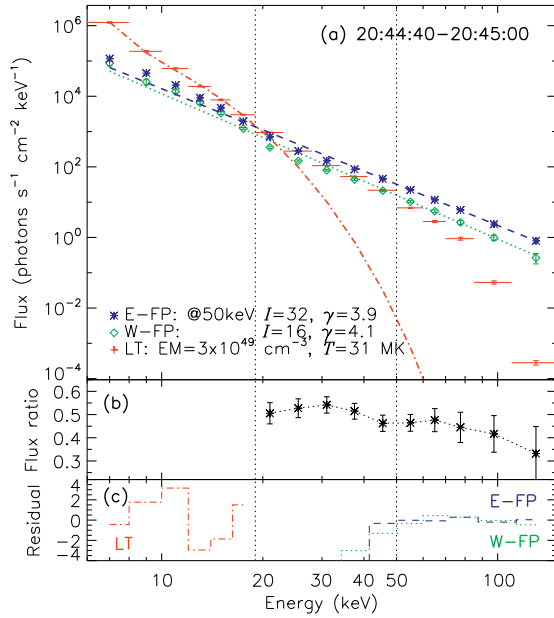 (a) 20:44:40−20:45:00
10⁶
10⁴
10²
10⁰
10⁻²
10⁻⁴
Flux (photons s⁻¹ cm⁻² keV⁻¹)
E−FP: @50keV I=32, γ=3.9
W−FP: I=16, γ=4.1
LT: EM=3x10⁴⁹ cm⁻³, T=31 MK
(b)
0.6
0.5
0.4
0.3
Flux ratio
(c)
4
2
0
−2
−4
Residual
LT
E−FP
W−FP
10 20 30 40 50 100
Energy (keV)